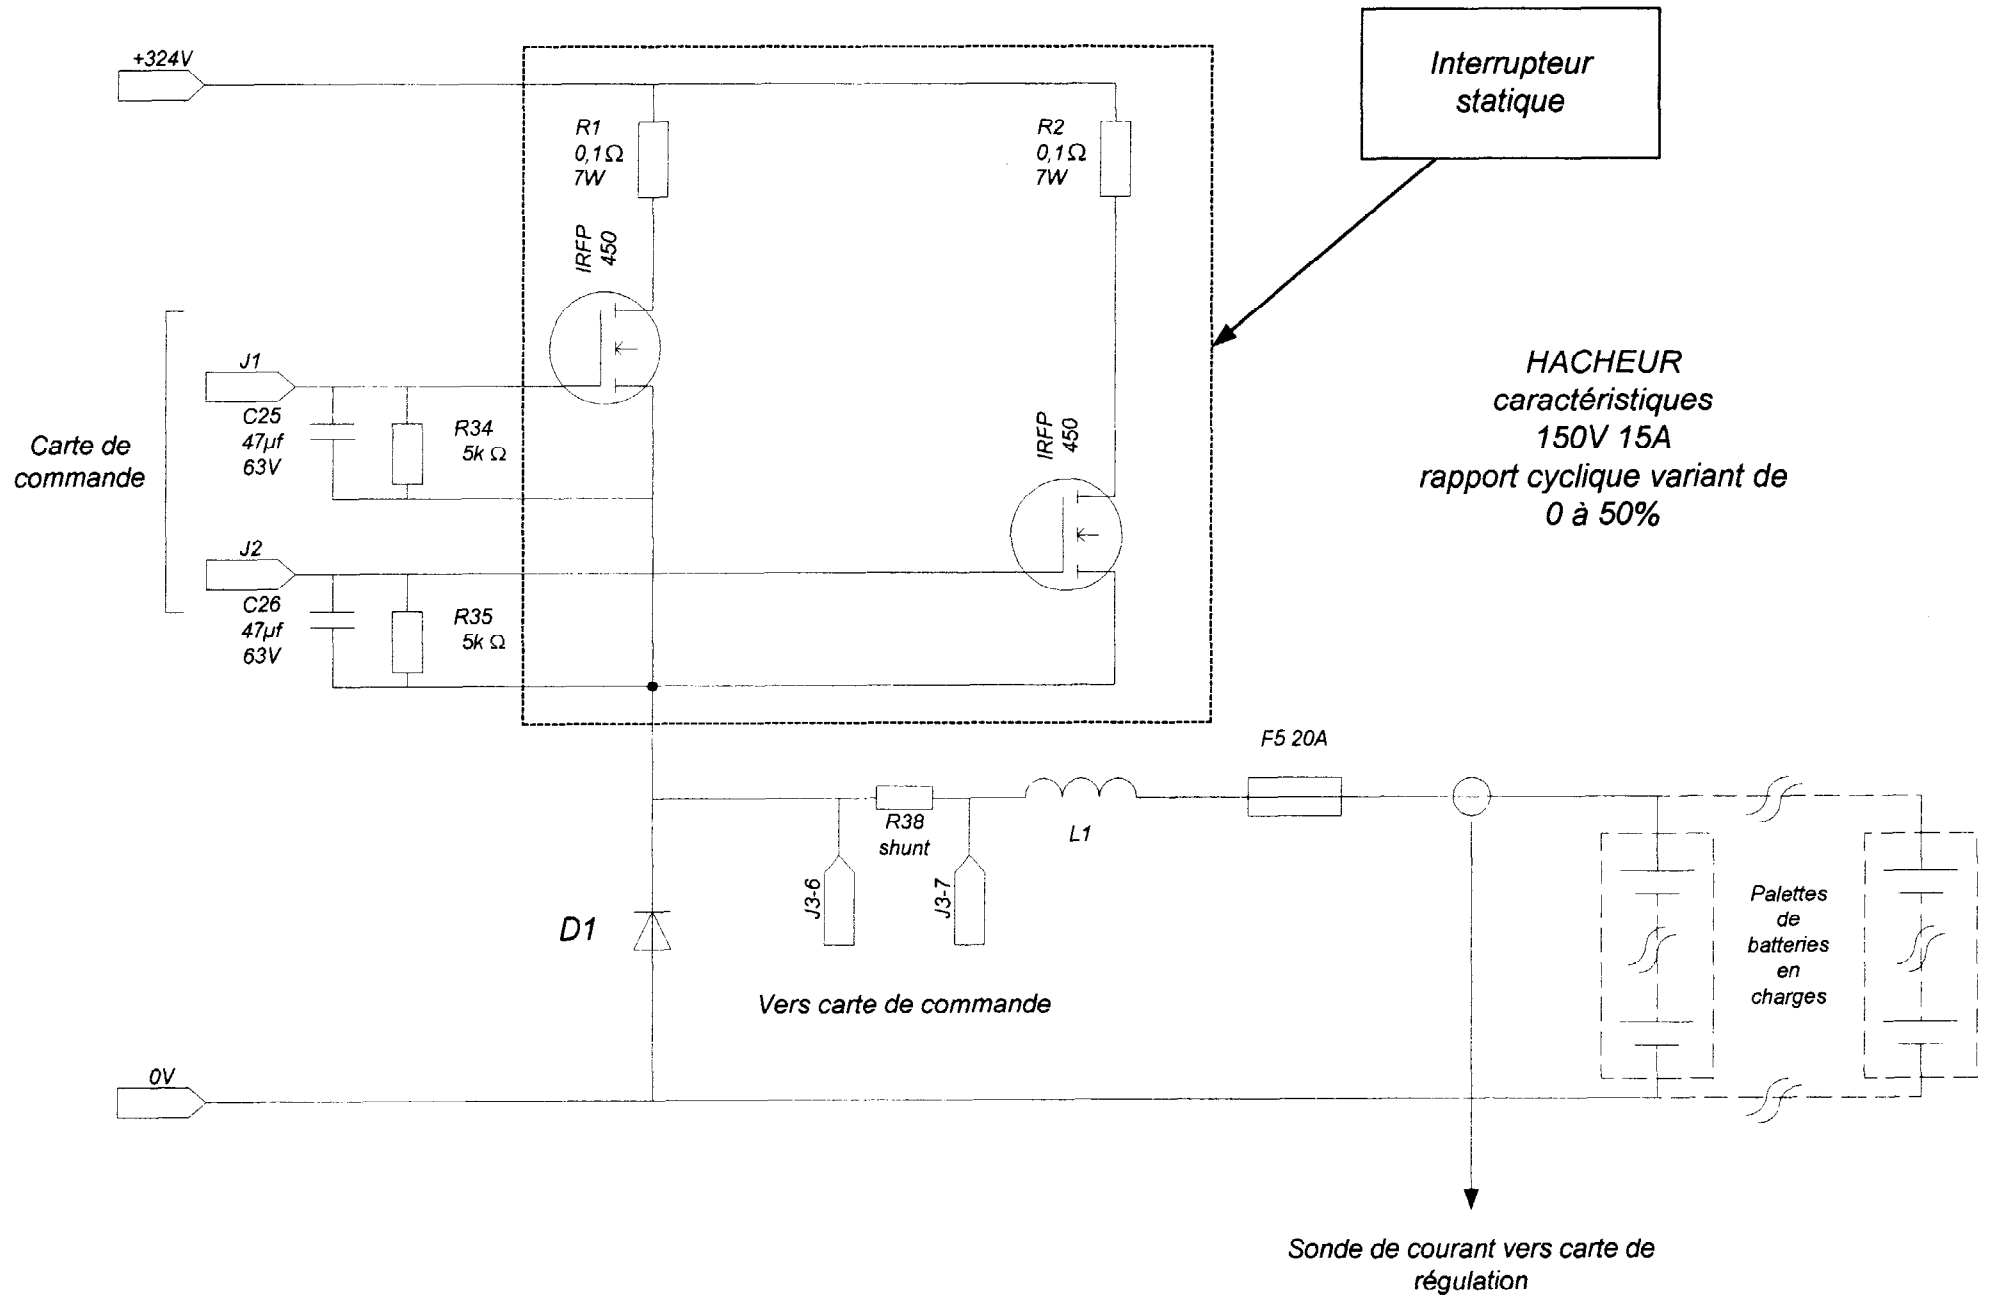 +324V
Interrupteur
statique
R1
0,1Ω
7W
R2
0,1Ω
7W
IRFP
450
J1
C25
47µf
63V
R34
5k Ω
Carte de
commande
HACHEUR
caractéristiques
150V 15A
rapport cyclique variant de
0 à 50%
IRFP
450
J2
C26
47µf
63V
R35
5k Ω
F5 20A
R38
shunt
L1
J3-6
J3-7
D1
Palettes
de
batteries
en
charges
Vers carte de commande
0V
Sonde de courant vers carte de
régulation